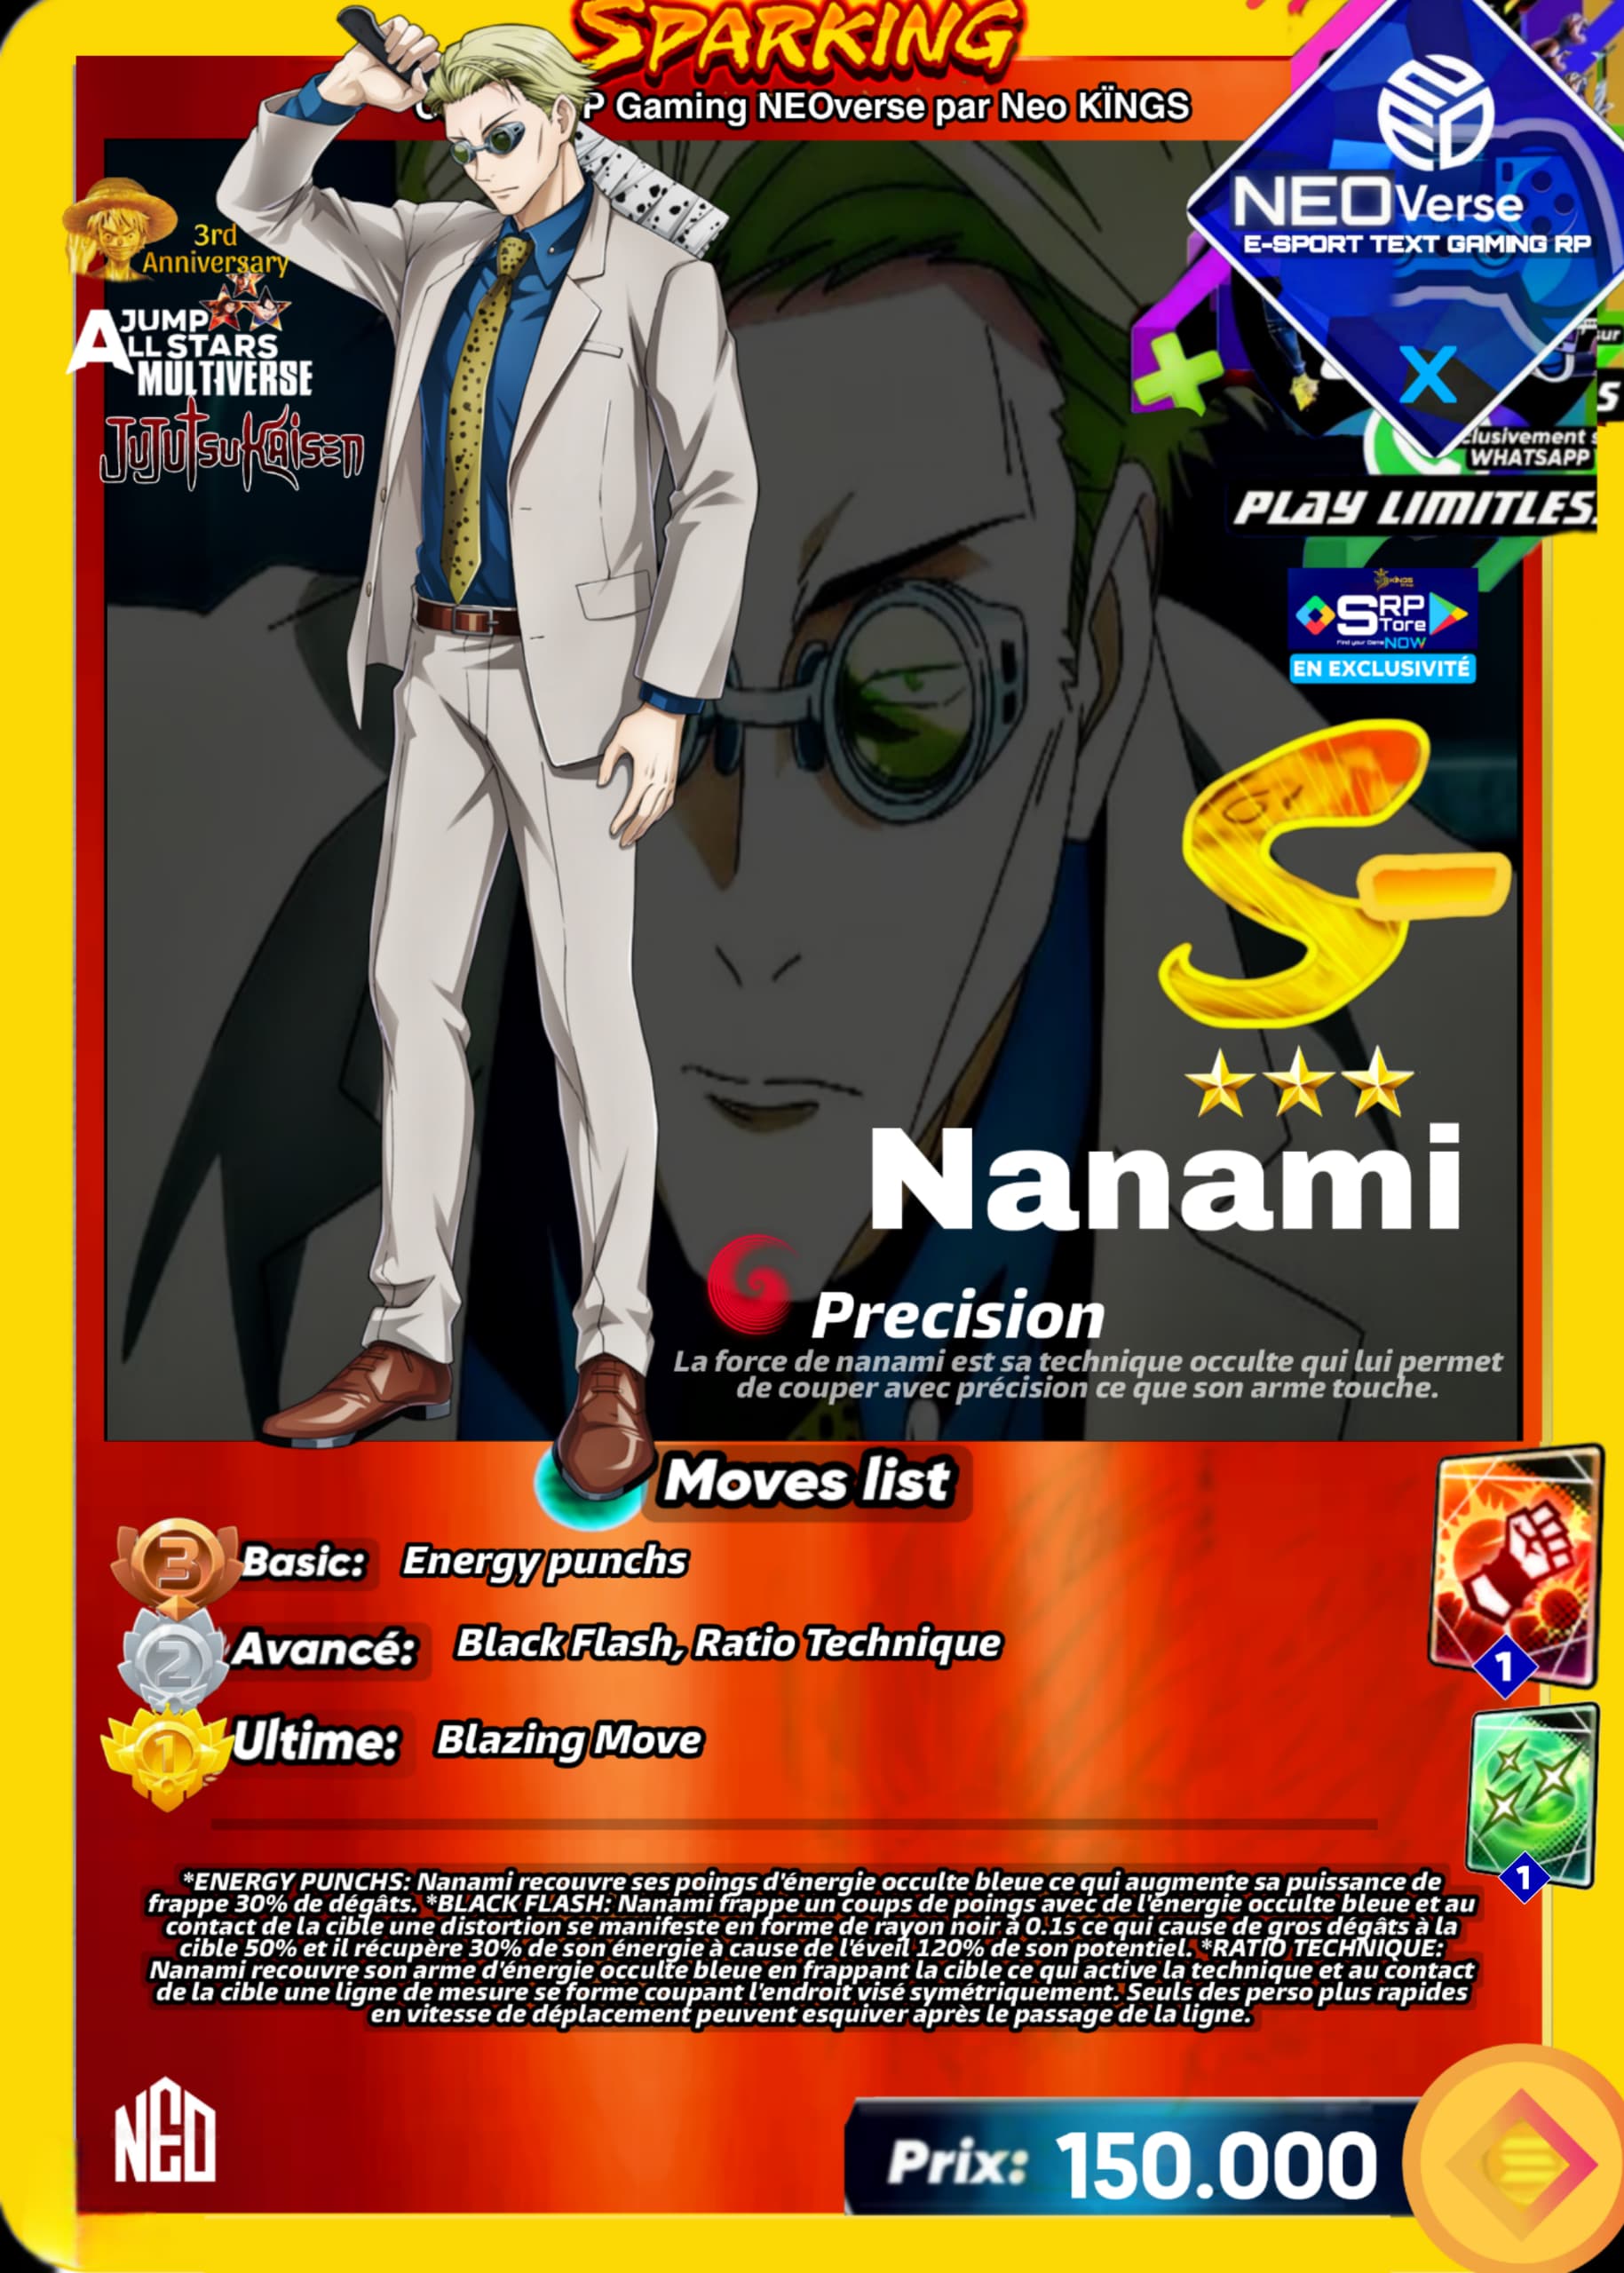 SPARKING
P Gaming NEOverse par Neo KÏNGS
NEOVerse
E-SPORT TEXT GAMING RP
X
3rd
Anniversary
JUMP
ALL STARS
MULTIVERSE
JUJUTSU KAISEN
sur
S
clusivement s
WHATSAPP
PLAY LIMITLES
KINGS
SRP
Tore
Find your Game NOW
EN EXCLUSIVITÉ
S-
Nanami
Precision
La force de nanami est sa technique occulte qui lui permet
de couper avec précision ce que son arme touche.
Moves list
3 Basic: Energy punchs
2 Avancé: Black Flash, Ratio Technique
1 Ultime: Blazing Move
1
1
*ENERGY PUNCHS: Nanami recouvre ses poings d'énergie occulte bleue ce qui augmente sa puissance de
frappe 30% de dégâts. *BLACK FLASH: Nanami frappe un coups de poings avec de l'énergie occulte bleue et au
contact de la cible une distortion se manifeste en forme de rayon noir à 0.1s ce qui cause de gros dégâts à la
cible 50% et il récupère 30% de son énergie à cause de l'éveil 120% de son potentiel. *RATIO TECHNIQUE:
Nanami recouvre son arme d'énergie occulte bleue en frappant la cible ce qui active la technique et au contact
de la cible une ligne de mesure se forme coupant l'endroit visé symétriquement. Seuls des perso plus rapides
en vitesse de déplacement peuvent esquiver après le passage de la ligne.
NEO
Prix: 150.000